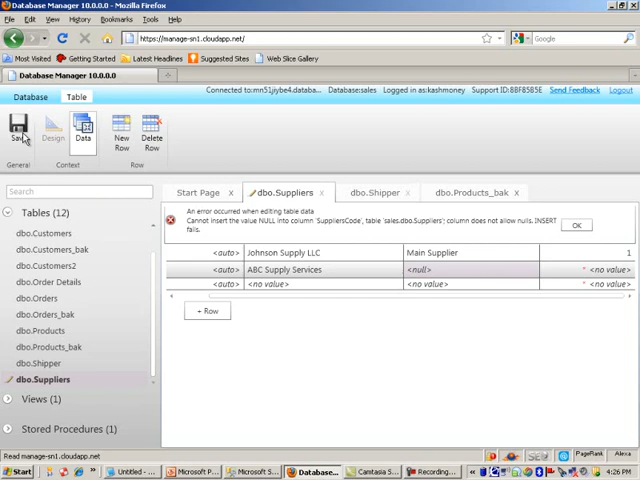 Database Manager 10.0.0.0 - Mozilla Firefox
File Edit View History Bookmarks Tools Help
https://manage-sn1.cloudapp.net/
Google
Most Visited Getting Started Latest Headlines Suggested Sites Web Slice Gallery
Database Manager 10.0.0.0
Database Table
Connected to:mn51jiybe4.databa... Database:sales Logged in as:kashmoney Support Id:8BF85B5E Send Feedback Logout
Save Design Data New Row Delete Row
General Context Row
Search
Start Page x dbo.Suppliers x dbo.Shipper x dbo.Products_bak x
Tables (12)
dbo.Customers
dbo.Customers_bak
dbo.Customers2
dbo.Order Details
dbo.Orders
dbo.Products
dbo.Products_bak
dbo.Shipper
dbo.Suppliers
Views (1)
Stored Procedures (1)
An error occurred when editing table data
Cannot insert the value NULL into column 'SuppliersCode', table 'sales.dbo.Suppliers'; column does not allow nulls. INSERT
fails.
OK
<auto> Johnson Supply LLC Main Supplier 1
<auto> ABC Supply Services <null> * <no value>
<auto> <no value> <no value> * <no value>
+ Row
Read manage-sn1.cloudapp.net
PageRank Alexa
Start Untitled - ... Microsoft P... Microsoft S... Database... Camtasia S... Recording... 4:26 PM